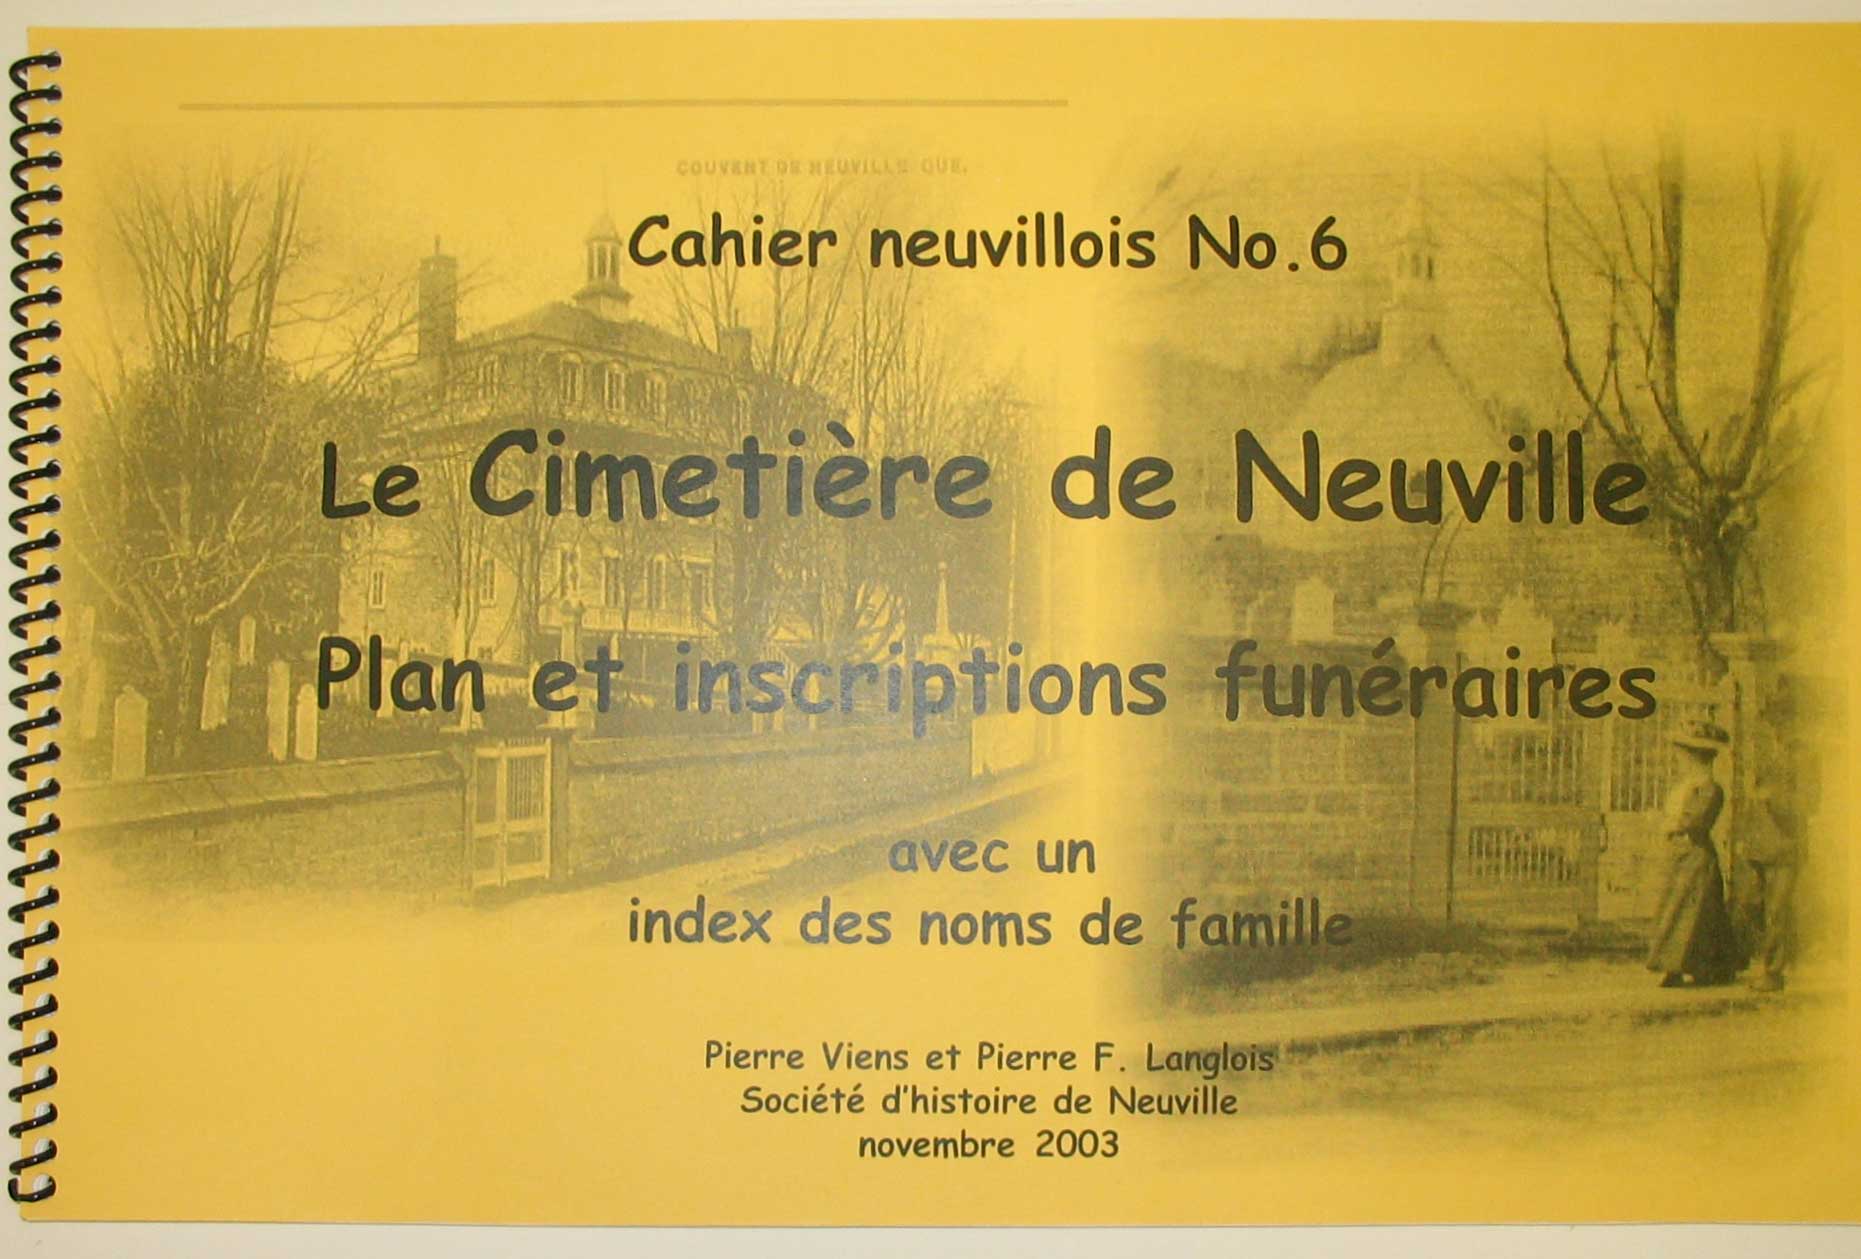 COUVENT DE NEUVILLE QUE.
Cahier neuvillois No.6
Le Cimetière de Neuville
Plan et inscriptions funéraires
avec un
index des noms de famille
Pierre Viens et Pierre F. Langlois
Société d'histoire de Neuville
novembre 2003